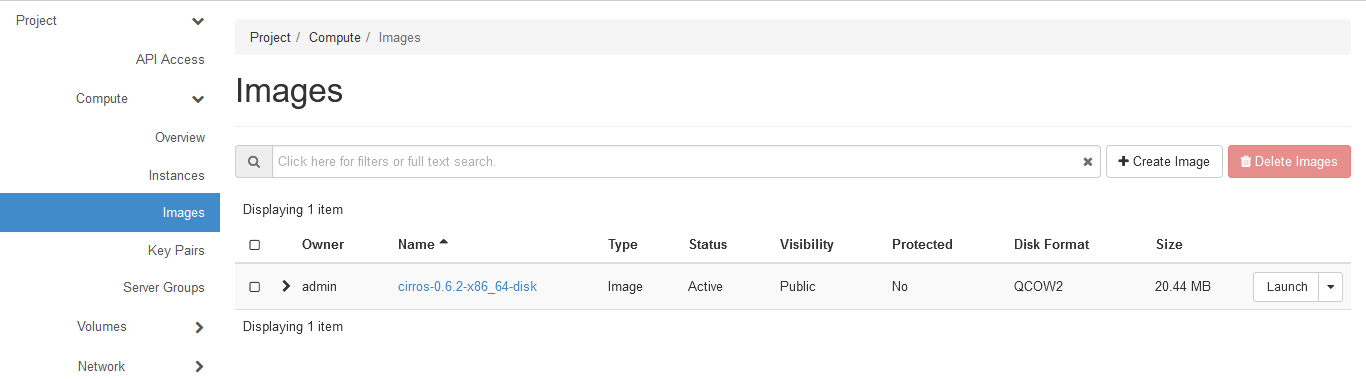 Project
API Access
Compute
Overview
Instances
Images
Key Pairs
Server Groups
Volumes
Network
Project / Compute / Images
Images
Click here for filters or full text search.
Create Image
Delete Images
Displaying 1 item
Owner Name Type Status Visibility Protected Disk Format Size
admin cirros-0.6.2-x86_64-disk Image Active Public No QCOW2 20.44 MB Launch
Displaying 1 item